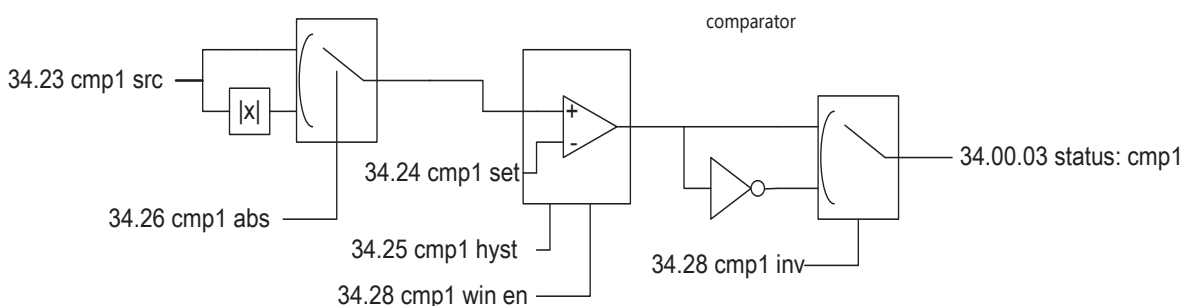 comparator
34.23 cmp1 src
|x|
+
-
34.24 cmp1 set
34.00.03 status: cmp1
34.26 cmp1 abs
34.25 cmp1 hyst
34.28 cmp1 inv
34.28 cmp1 win en